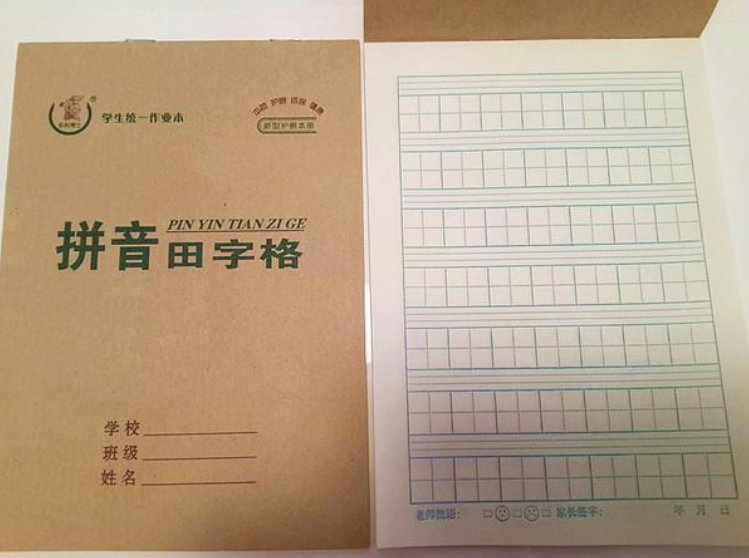 学生统一作业本
新型护眼本册
拼音田字格
PIN YIN TIAN ZI GE
学校
班级
姓名
老师批语：
家长签字：
年 月 日